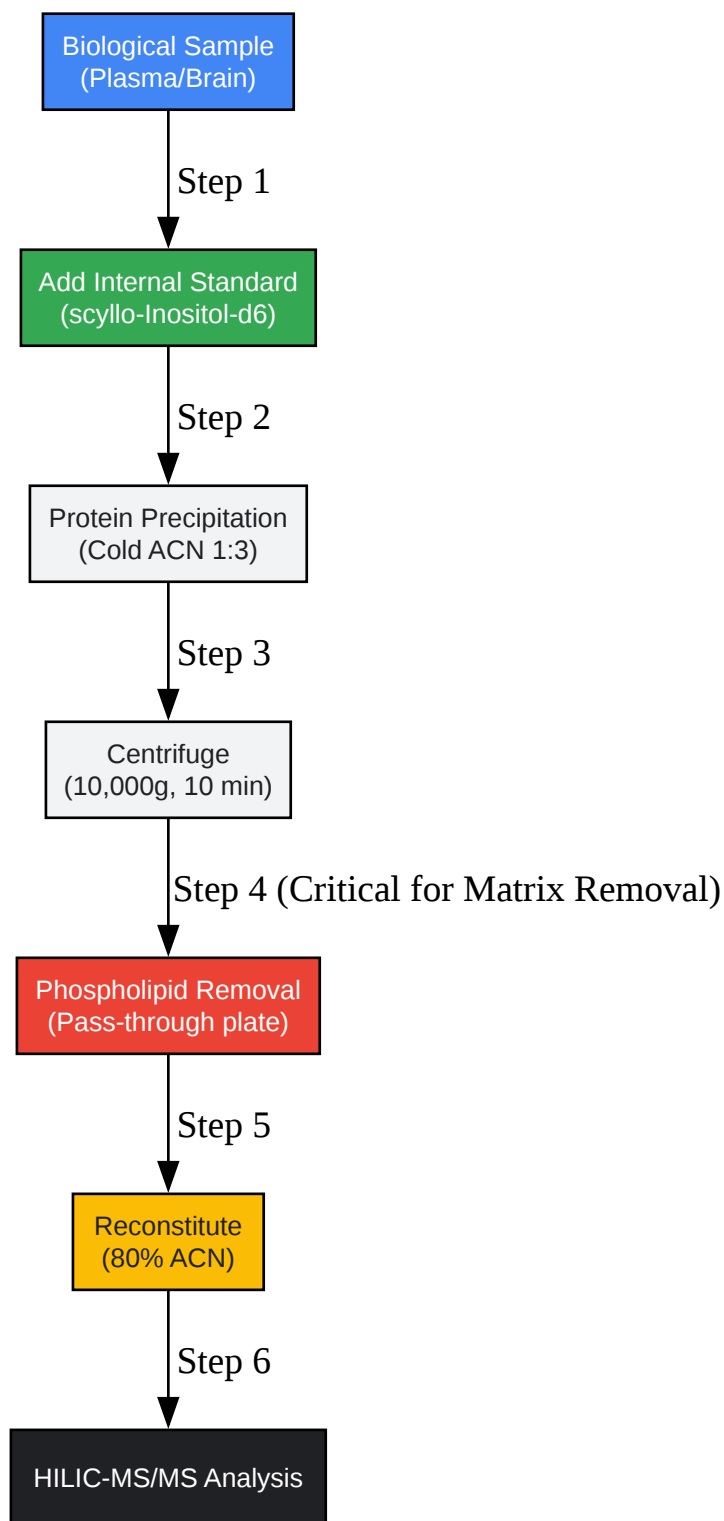 Biological Sample
(Plasma/Brain)
Step 1
Add Internal Standard
(scyllo-Inositol-d6)
Step 2
Protein Precipitation
(Cold ACN 1:3)
Step 3
Centrifuge
(10,000g, 10 min)
Step 4 (Critical for Matrix Removal)
Phospholipid Removal
(Pass-through plate)
Step 5
Reconstitute
(80% ACN)
Step 6
HILIC-MS/MS Analysis